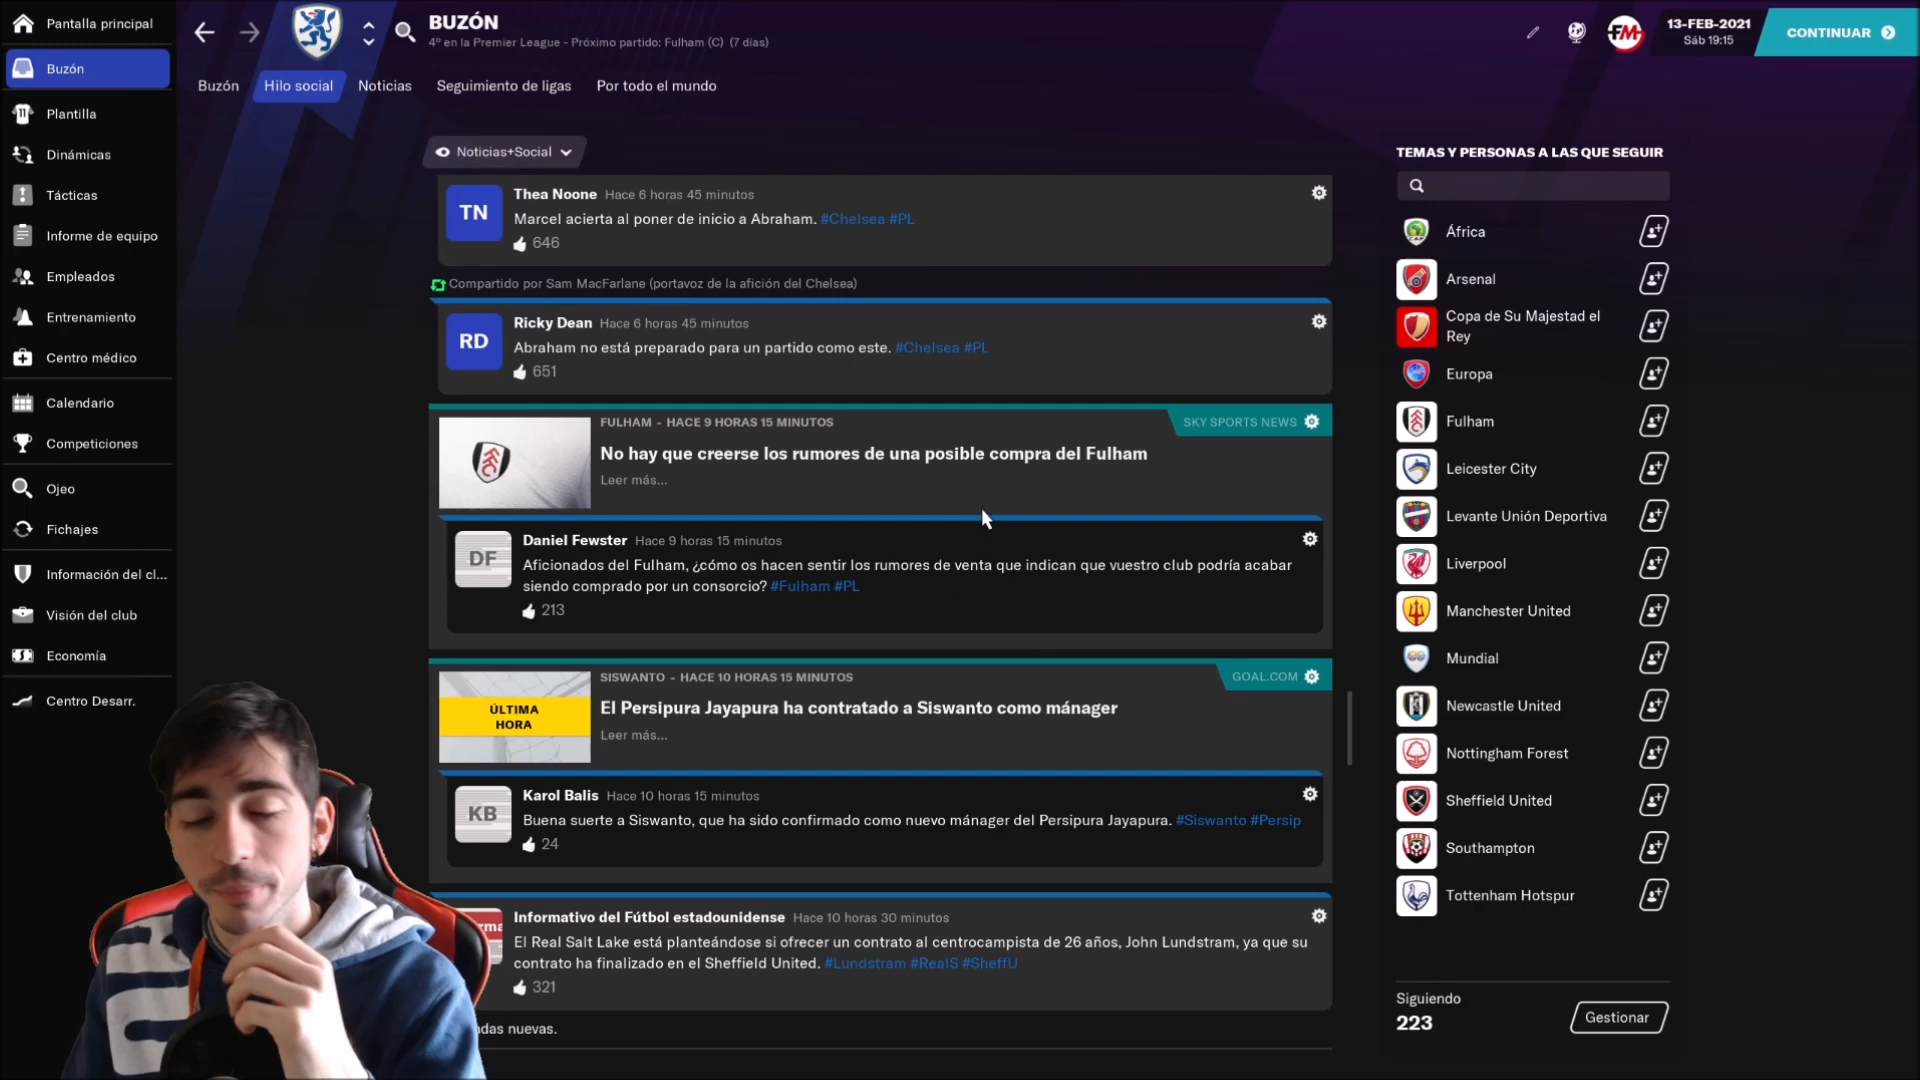 Pantalla principal
Buzón
Plantilla
Dinámicas
Tácticas
Informe de equipo
Empleados
Entrenamiento
Centro médico
Calendario
Competiciones
Ojeo
Fichajes
Información del cl...
Visión del club
Economía
Centro Desarr.
BUZÓN
4º en la Premier League - Próximo partido: Fulham (C) (7 días)
FM
13-FEB-2021
Sáb 19:15
CONTINUAR
Buzón
Hilo social
Noticias
Seguimiento de ligas
Por todo el mundo
Noticias+Social
TN
Thea Noone Hace 6 horas 45 minutos
Marcel acierta al poner de inicio a Abraham. #Chelsea #PL
646
Compartido por Sam MacFarlane (portavoz de la afición del Chelsea)
RD
Ricky Dean Hace 6 horas 45 minutos
Abraham no está preparado para un partido como este. #Chelsea #PL
651
FULHAM - HACE 9 HORAS 15 MINUTOS
SKY SPORTS NEWS
No hay que creerse los rumores de una posible compra del Fulham
Leer más...
DF
Daniel Fewster Hace 9 horas 15 minutos
Aficionados del Fulham, ¿cómo os hacen sentir los rumores de venta que indican que vuestro club podría acabar
siendo comprado por un consorcio? #Fulham #PL
213
SISWANTO - HACE 10 HORAS 15 MINUTOS
GOAL.COM
ÚLTIMA
HORA
El Persipura Jayapura ha contratado a Siswanto como mánager
Leer más...
KB
Karol Balis Hace 10 horas 15 minutos
Buena suerte a Siswanto, que ha sido confirmado como nuevo mánager del Persipura Jayapura. #Siswanto #Persip
24
Informativo del Fútbol estadounidense Hace 10 horas 30 minutos
El Real Salt Lake está planteándose si ofrecer un contrato al centrocampista de 26 años, John Lundstram, ya que su
contrato ha finalizado en el Sheffield United. #Lundstram #RealS #SheffU
321
das nuevas.
TEMAS Y PERSONAS A LAS QUE SEGUIR
África
Arsenal
Copa de Su Majestad el
Rey
Europa
Fulham
Leicester City
Levante Unión Deportiva
Liverpool
Manchester United
Mundial
Newcastle United
Nottingham Forest
Sheffield United
Southampton
Tottenham Hotspur
Siguiendo
223
Gestionar